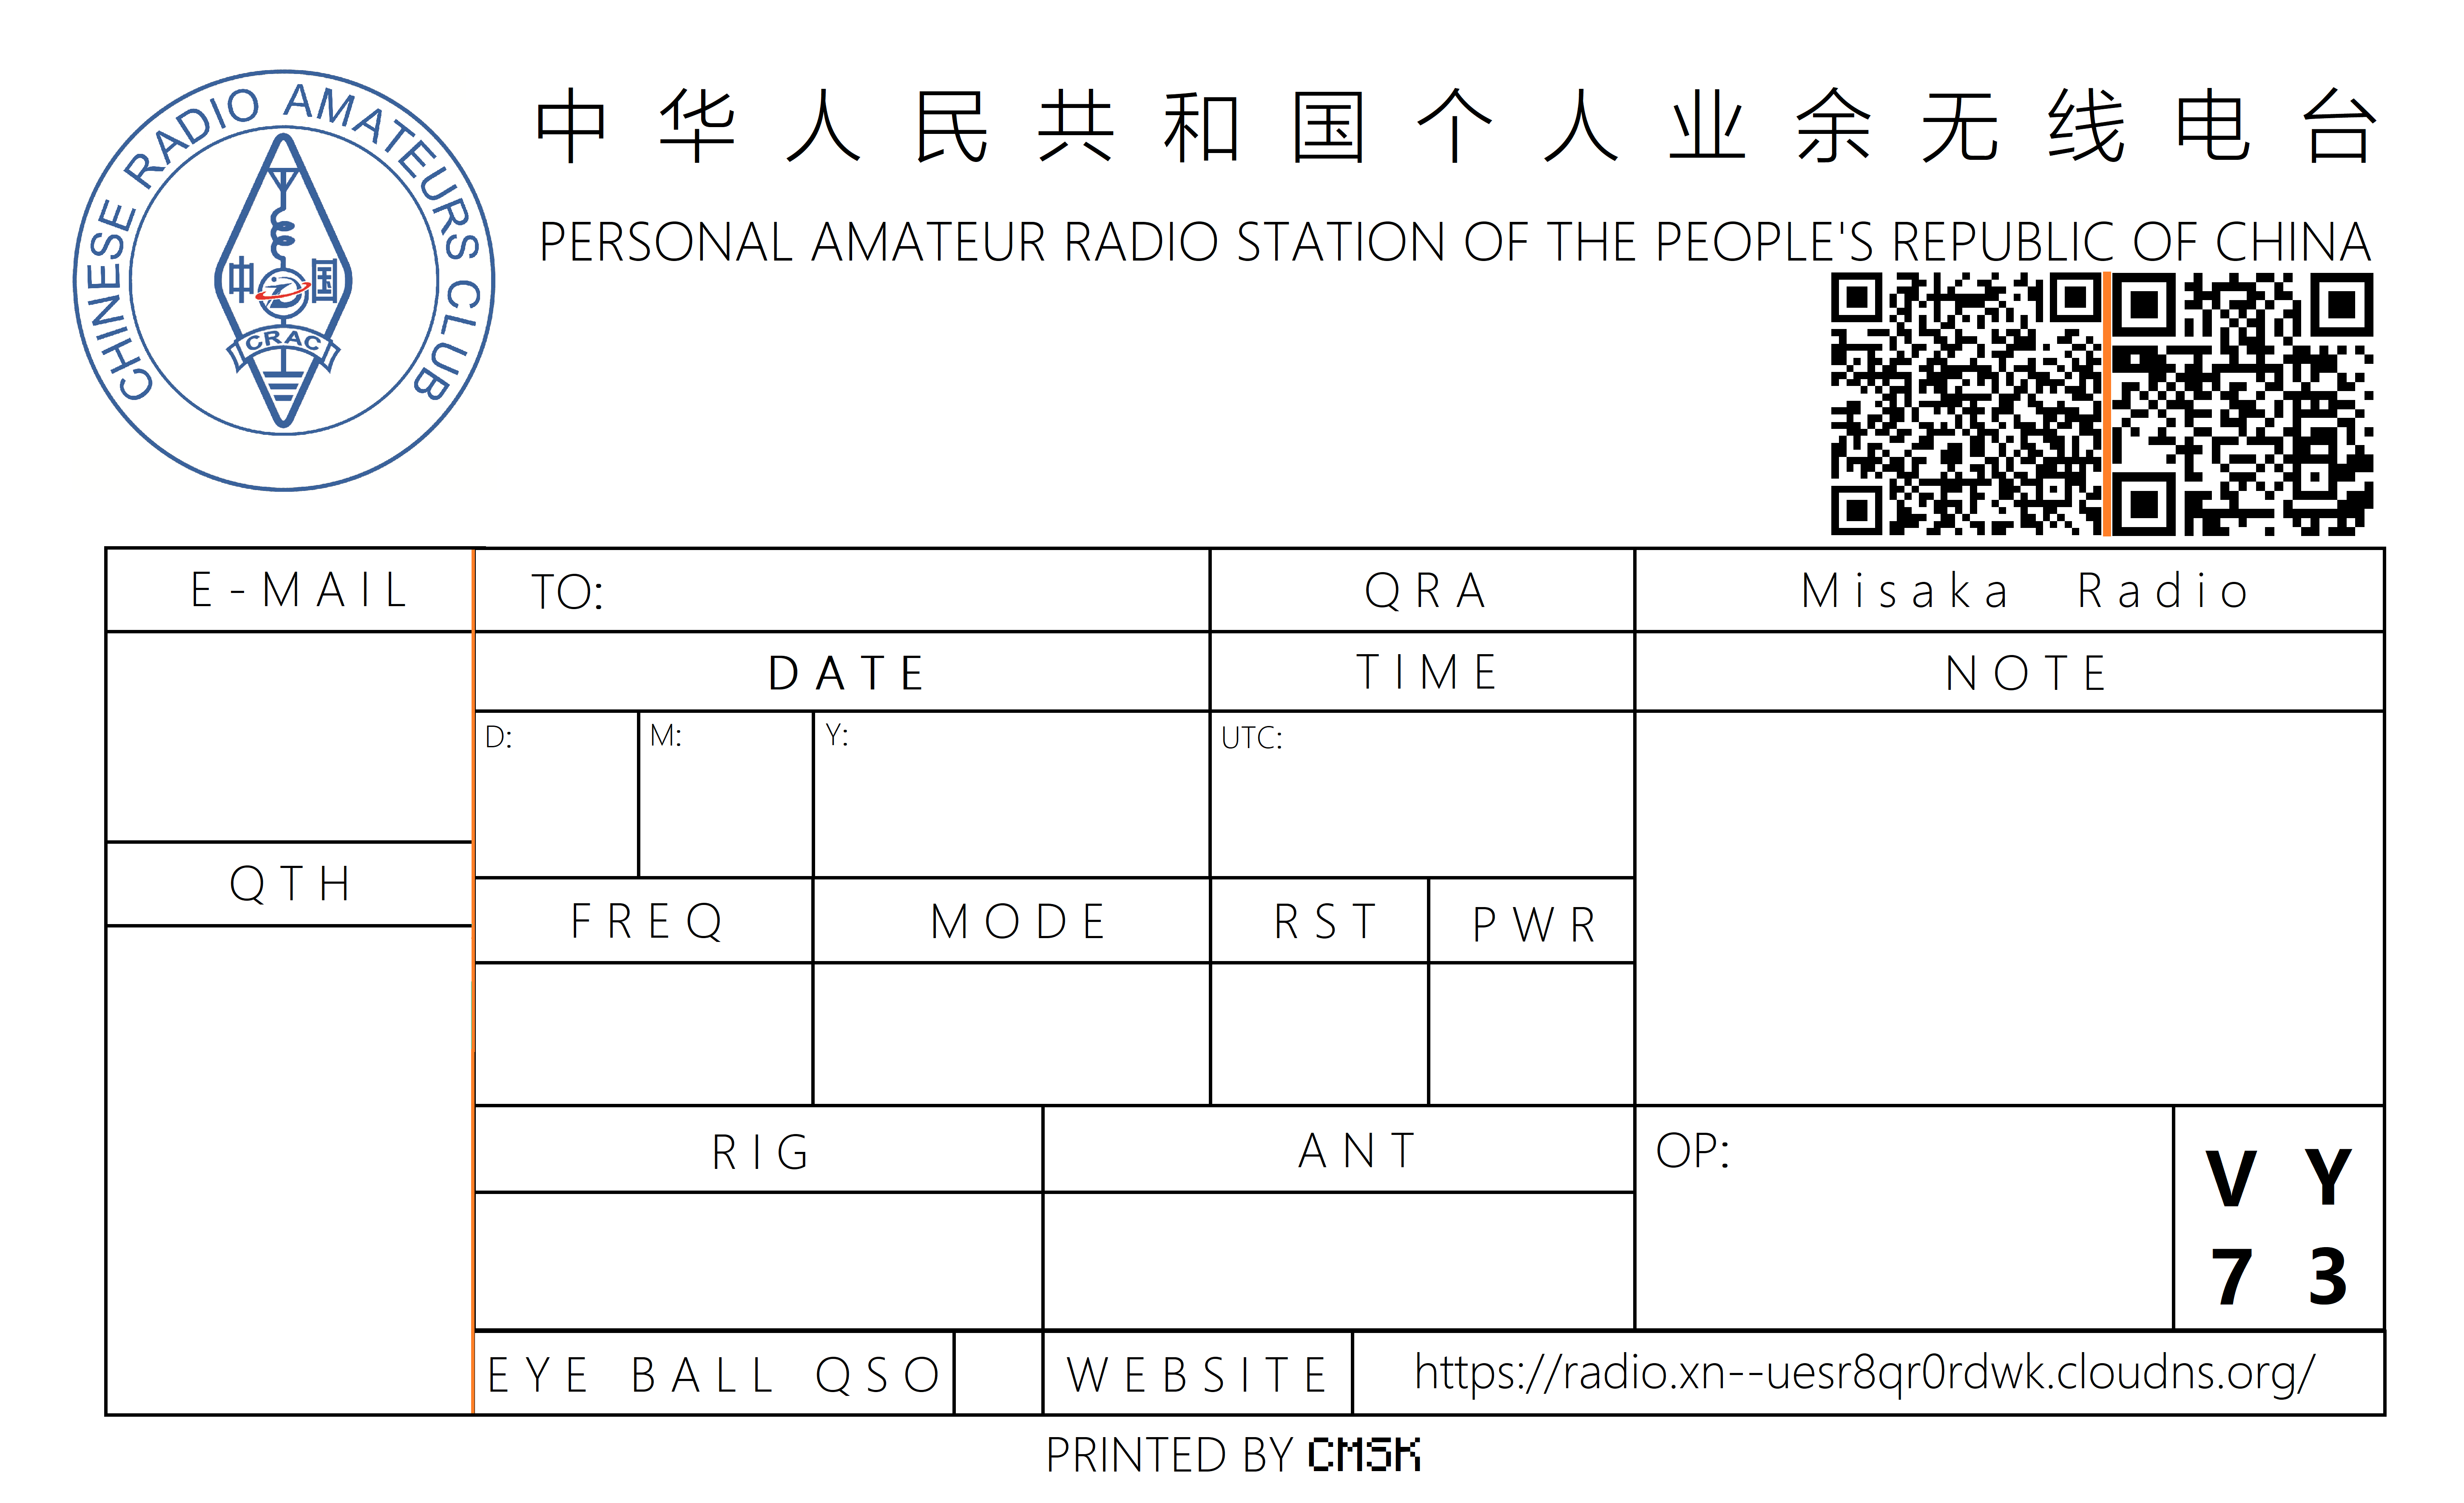 CHINESE RADIO AMATEURS CLUB
中国
CRAC
中华人民共和国个人业余无线电台
PERSONAL AMATEUR RADIO STATION OF THE PEOPLE'S REPUBLIC OF CHINA
E-MAIL
TO:
QRA
Misaka Radio
DATE
TIME
NOTE
D:
M:
Y:
UTC:
QTH
FREQ
MODE
RST
PWR
RIG
ANT
OP:
VY
73
EYE BALL QSO
WEBSITE
https://radio.xn--uesr8qr0rdwk.cloudns.org/
PRINTED BY CMSK